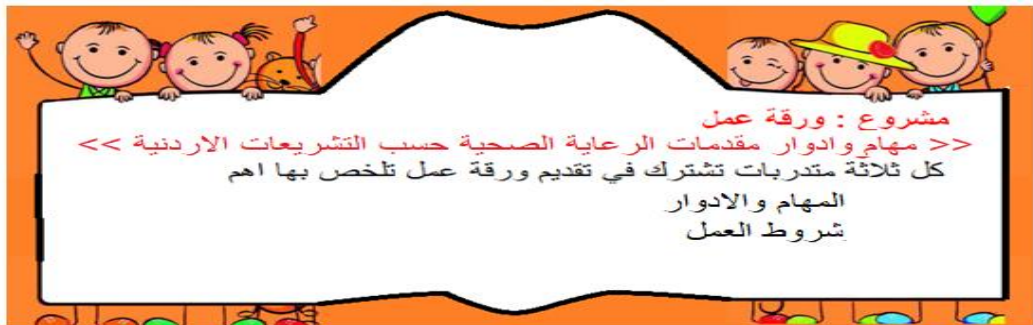 مشروع : ورقة عمل
<< مهام وادوار مقدمات الرعاية الصحية حسب التشريعات الاردنية >>
كل ثلاثة متدربات تشترك في تقديم ورقة عمل تلخص بها اهم
المهام والادوار
شروط العمل